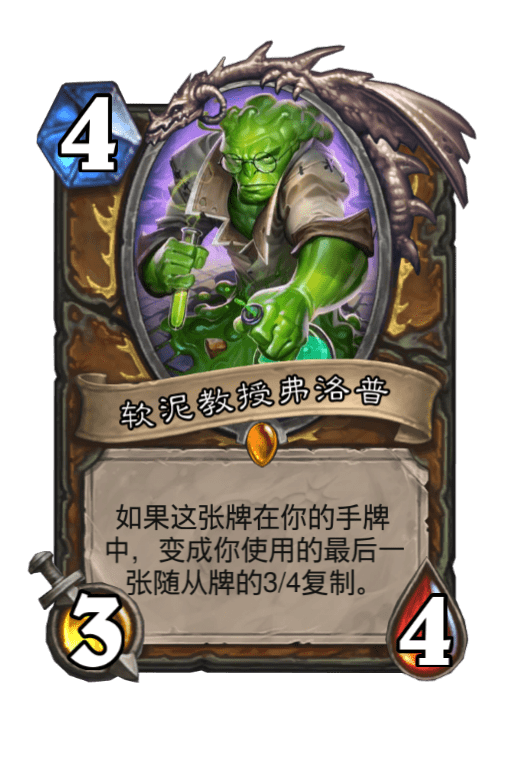 4
软泥教授弗洛普
如果这张牌在你的手牌
中，变成你使用的最后一
张随从牌的3/4复制。
3
4